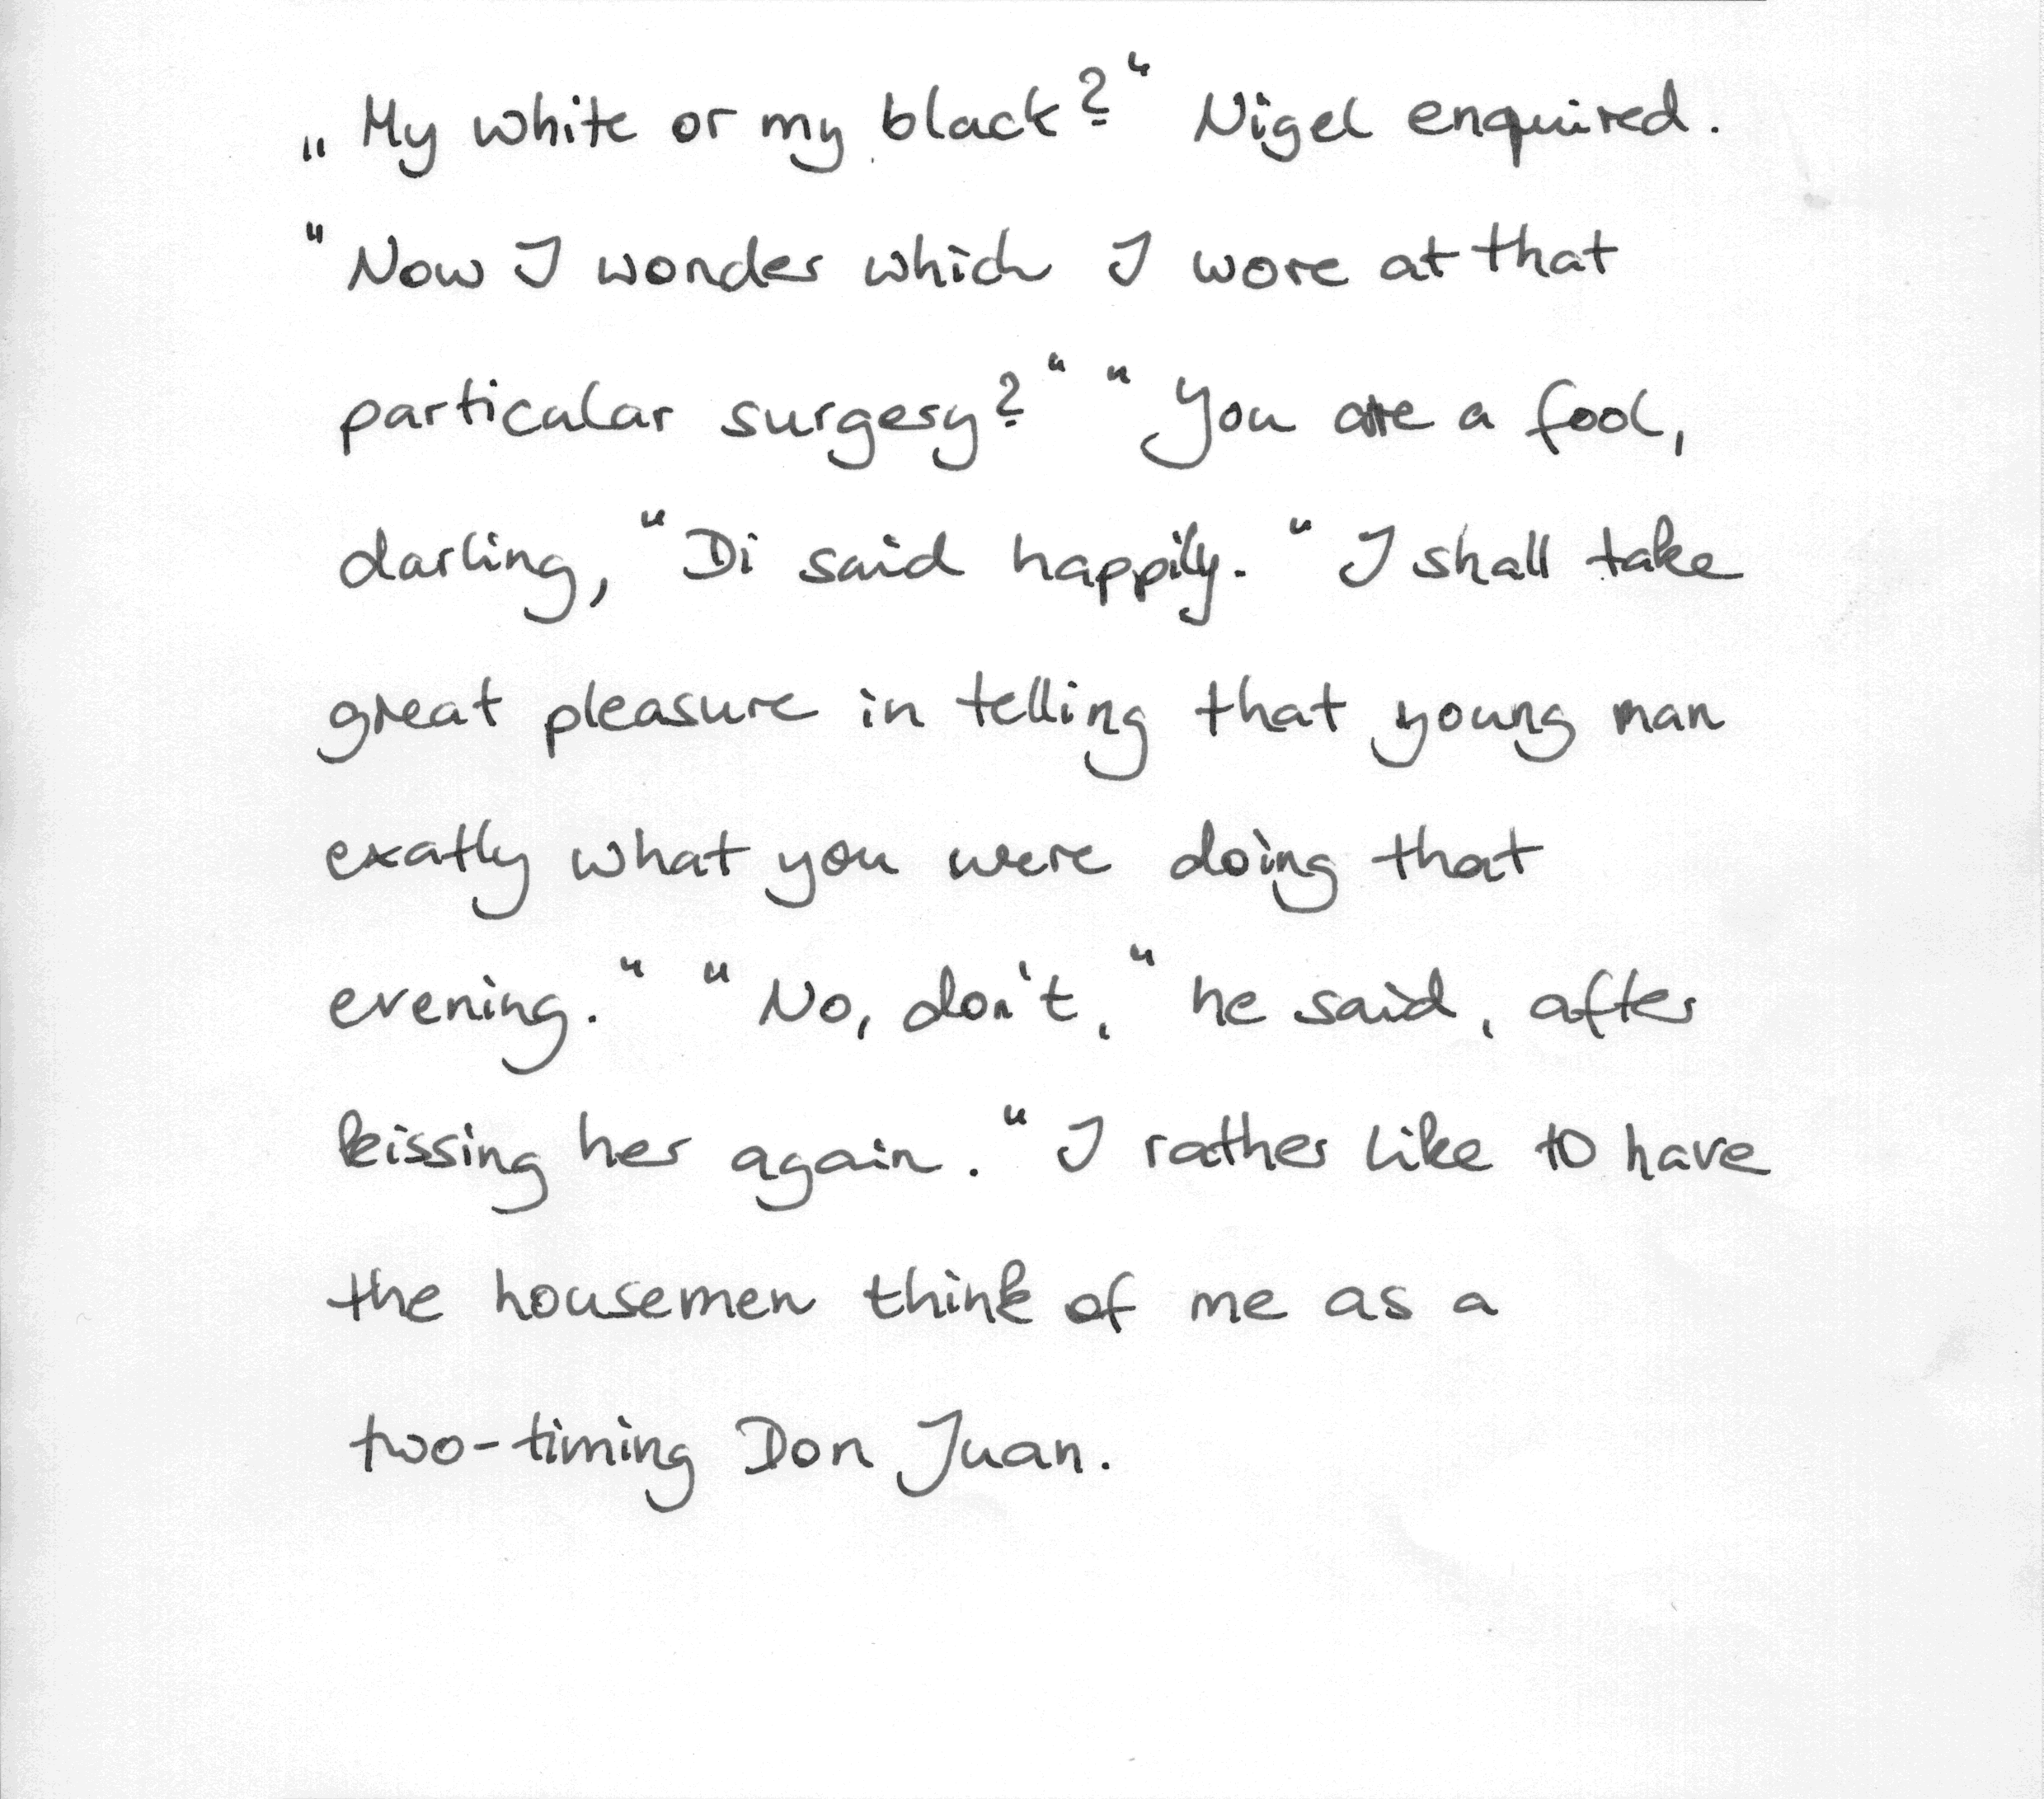 „My white or my black?“ Nigel enquired.
"Now I wonder which I wore at that
particular surgery?" "You are a fool,
darling," Di said happily. "I shall take
great pleasure in telling that young man
exatly what you were doing that
evening." "No, don't," he said, after
kissing her again. "I rather like to have
the housemen think of me as a
two-timing Don Juan.